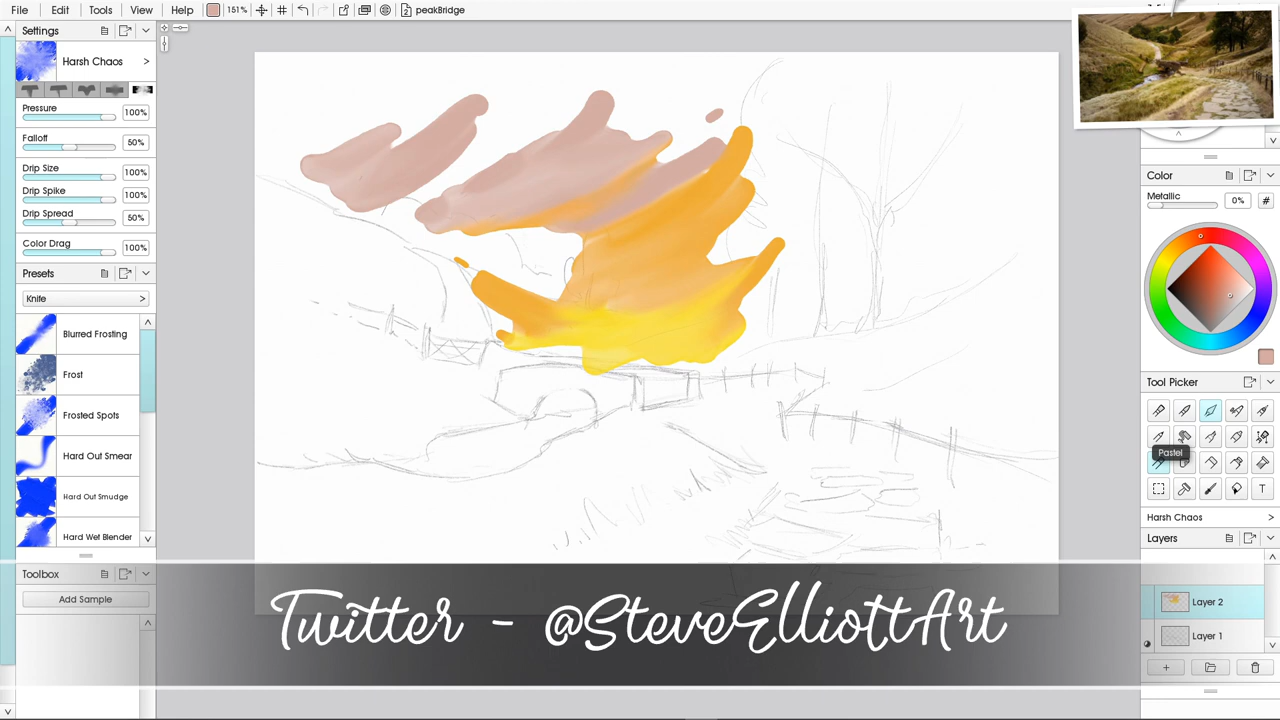 File Edit Tools View Help 151% peakBridge
Settings
Harsh Chaos >
Pressure 100%
Falloff 50%
Drip Size 100%
Drip Spike 100%
Drip Spread 50%
Color Drag 100%
Presets
Knife >
Blurred Frosting
Frost
Frosted Spots
Hard Out Smear
Hard Out Smudge
Hard Wet Blender
Toolbox
Add Sample
Color
Metallic 0% #
Tool Picker
Pastel
T
Harsh Chaos >
Layers
Layer 2
Layer 1
Twitter - @SteveElliottArt